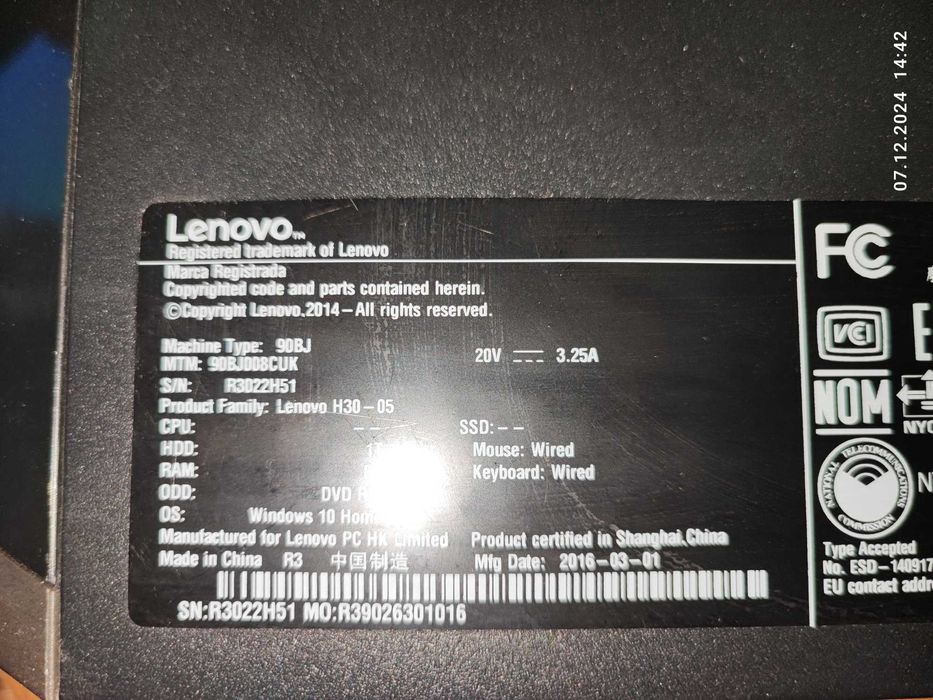 07.12.2024 14:42
Lenovo™
Registered trademark of Lenovo
Marca Registrada
Copyrighted code and parts contained herein.
©Copyright Lenovo.2014–All rights reserved.
Machine Type: 90BJ
20V 3.25A
MTM: 90BJ008CUK
S/N: R3022H51
Product Family: Lenovo H30–05
CPU: –– SSD: ––
HDD: Mouse: Wired
RAM: Keyboard: Wired
ODD: DVD
OS: Windows 10
Manufactured for Lenovo PC HK Limited Product certified in Shanghai,China
Made in China R3 中国制造 Mfg Date: 2016–03–01
SN:R3022H51 MO:R39026301016
FC
VCI
NOM
NYC
NATIONAL TELECOMMUNICATIONS COMMISSION
Type Accepted
No. ESD–
EU contact